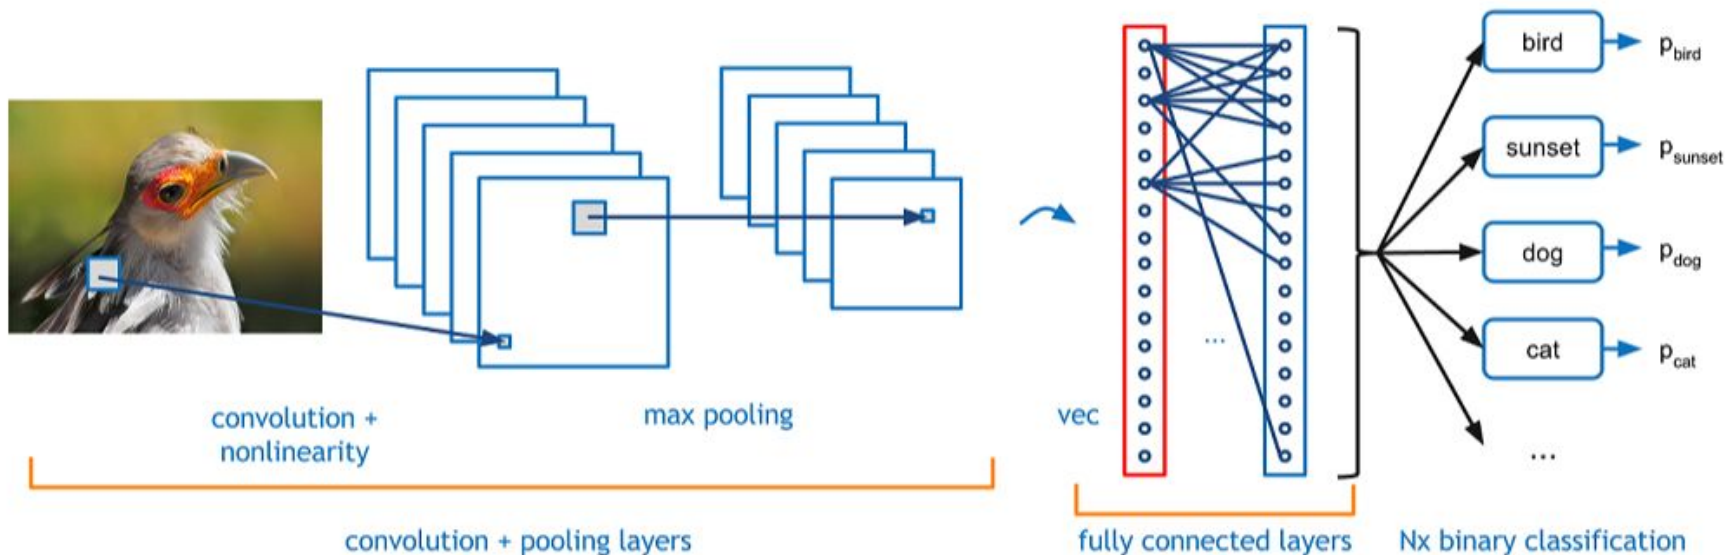 bird
p_bird
sunset
p_sunset
dog
p_dog
cat
p_cat
...
...
convolution +
nonlinearity
max pooling
vec
convolution + pooling layers
fully connected layers
Nx binary classification